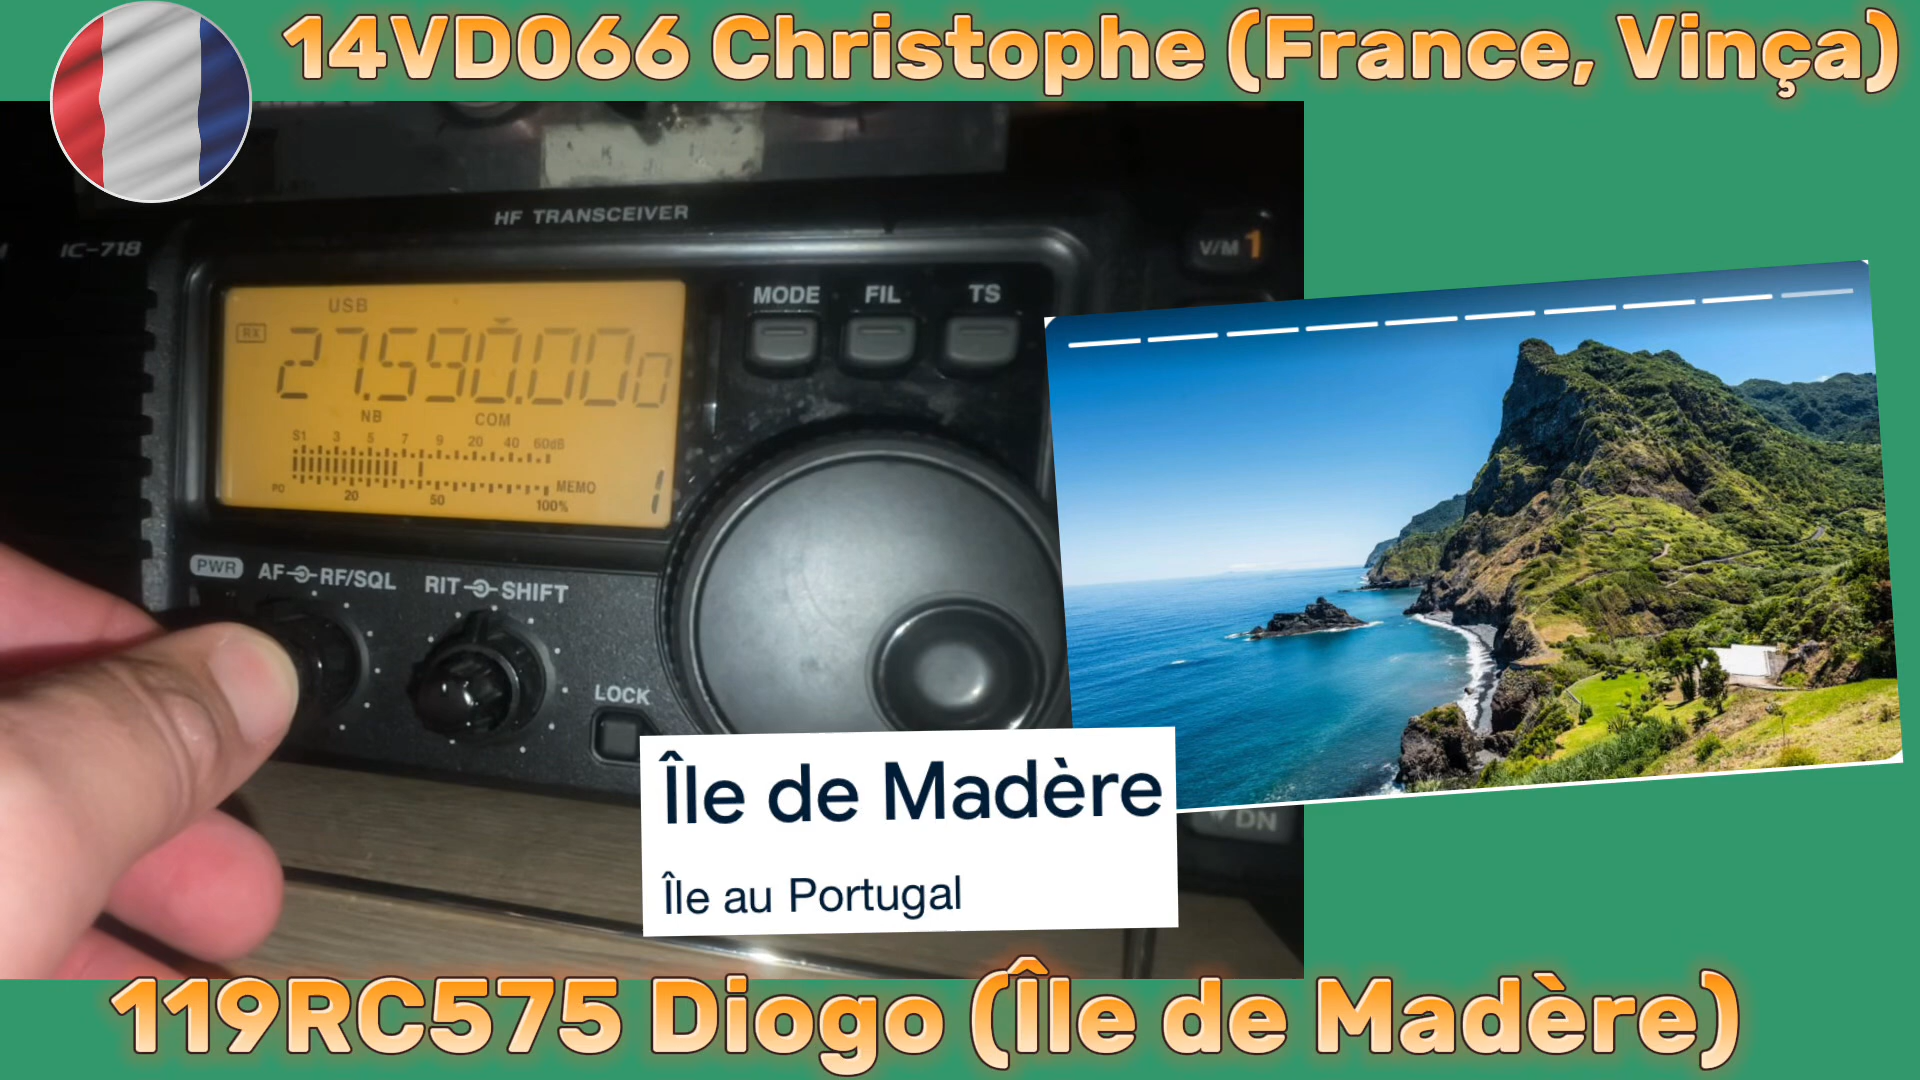 14VD066 Christophe (France, Vinça)
HF TRANSCEIVER
IC-718
V/M 1
MODE FIL TS
USB
RX
27.590.000
NB COM
S1 3 5 7 9 20 40 60dB
PO 20 50 100% MEMO 1
PWR AF RF/SQL RIT SHIFT
LOCK
DN
Île de Madère
Île au Portugal
119RC575 Diogo (Île de Madère)